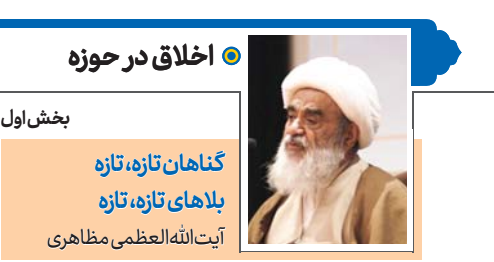 اخلاق در حوزه
بخش اول
گناهان تازه، تازه
بلاهای تازه، تازه
آیت‌الله‌العظمی مظاهری